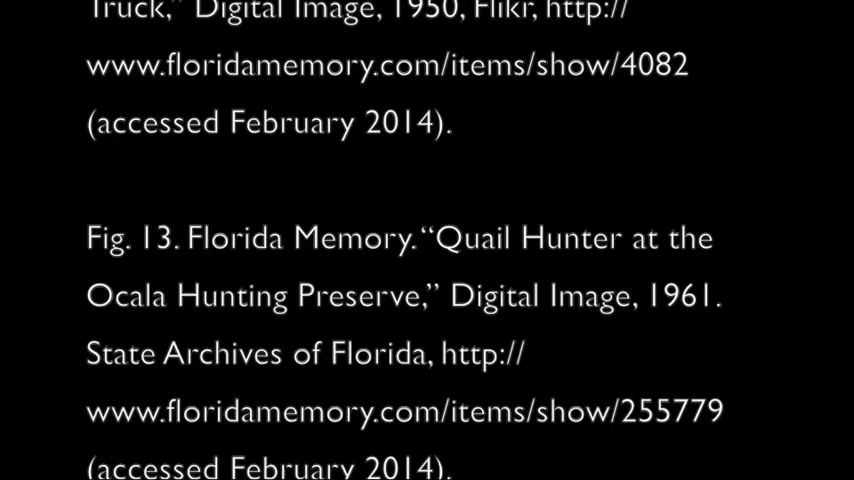 Truck,” Digital Image, 1950, Flikr, http://
www.floridamemory.com/items/show/4082
(accessed February 2014).
Fig. 13. Florida Memory. “Quail Hunter at the
Ocala Hunting Preserve,” Digital Image, 1961.
State Archives of Florida, http://
www.floridamemory.com/items/show/255779
(accessed February 2014).